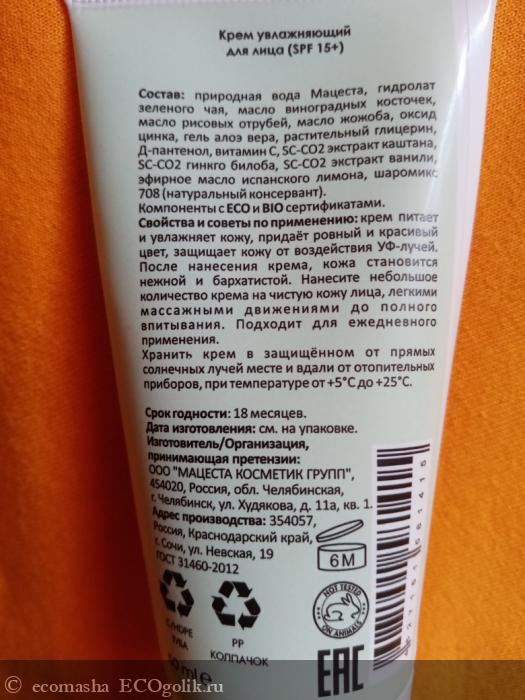 Крем увлажняющий
для лица (SPF 15+)
Состав: природная вода Мацеста, гидролат
зеленого чая, масло виноградных косточек,
масло рисовых отрубей, масло жожоба, оксид
цинка, гель алоэ вера, растительный глицерин,
Д-пантенол, витамин С, SC-CO2 экстракт каштана,
SC-CO2 гинкго билоба, SC-CO2 экстракт ванили,
эфирное масло испанского лимона, шаромикс
708 (натуральный консервант).
Компоненты с ECO и BIO сертификатами.
Свойства и советы по применению: крем питает
и увлажняет кожу, придаёт ровный и красивый
цвет, защищает кожу от воздействия УФ-лучей.
После нанесения крема, кожа становится
нежной и бархатистой. Нанесите небольшое
количество крема на чистую кожу лица, легкими
массажными движениями до полного
впитывания. Подходит для ежедневного
применения.
Хранить крем в защищённом от прямых
солнечных лучей месте и вдали от отопительных
приборов, при температуре от +5°С до +25°С.
Срок годности: 18 месяцев.
Дата изготовления: см. на упаковке.
Изготовитель/Организация,
принимающая претензии:
ООО "МАЦЕСТА КОСМЕТИК ГРУПП",
454020, Россия, обл. Челябинская,
г. Челябинск, ул. Худякова, д. 11а, кв. 1.
Адрес производства: 354057,
Россия, Краснодарский край,
г. Сочи, ул. Невская, 19
ГОСТ 31460-2012
6М
NOT TESTED
ON ANIMALS
C/HDPE
ТУБА
PP
КОЛПАЧОК
ml e
EAC
ecomasha ECOgolik.ru